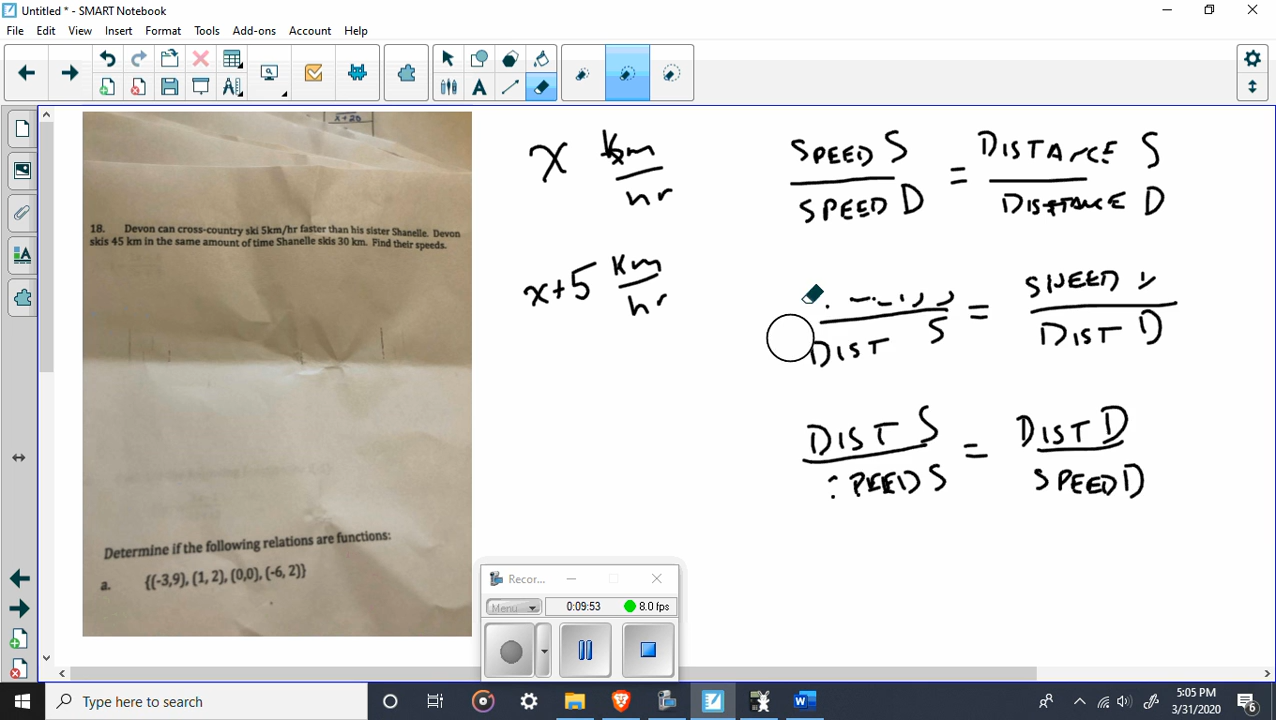 Untitled * - SMART Notebook
File Edit View Insert Format Tools Add-ons Account Help
x+20
18. Devon can cross-country ski 5km/hr faster than his sister Shanelle. Devon
skis 45 km in the same amount of time Shanelle skis 30 km. Find their speeds.
Determine if the following relations are functions:
a. {(-3,9), (1, 2), (0,0), (-6, 2)}
x km/hr
x+5 km/hr
SPEED S = DISTANCE S
SPEED D DISTANCE D
=
DIST S DIST D
DIST S = DIST D
PEED S SPEED D
Recor...
Menu 0:09:53 8.0 fps
Type here to search
5:05 PM
3/31/2020
6